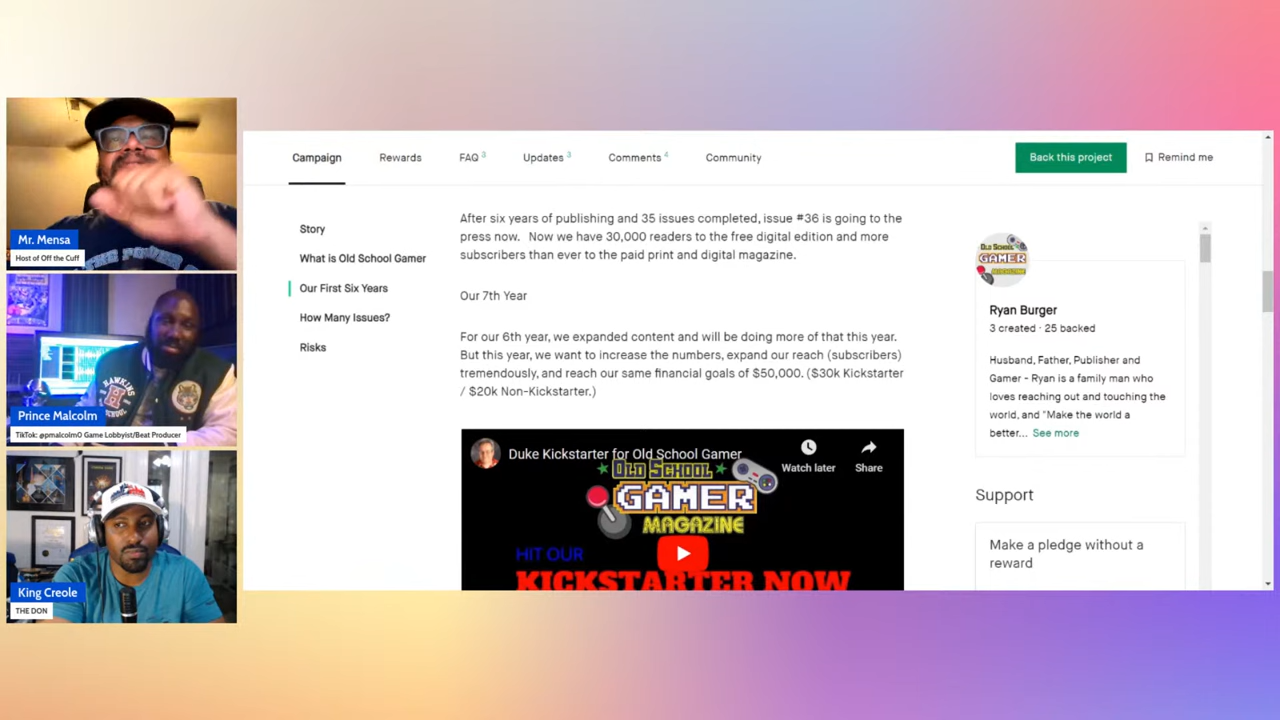 Mr. Mensa
Host of Off the Cuff
HAWKINS
Prince Malcolm
TikTok: @pmalcolm0 Game Lobbyist/Beat Producer
King Creole
THE DON
Campaign
Rewards
FAQ 3
Updates 3
Comments 4
Community
Back this project
Remind me
Story
What is Old School Gamer
Our First Six Years
How Many Issues?
Risks
After six years of publishing and 35 issues completed, issue #36 is going to the
press now. Now we have 30,000 readers to the free digital edition and more
subscribers than ever to the paid print and digital magazine.
Our 7th Year
For our 6th year, we expanded content and will be doing more of that this year.
But this year, we want to increase the numbers, expand our reach (subscribers)
tremendously, and reach our same financial goals of $50,000. ($30k Kickstarter
/ $20k Non-Kickstarter.)
Duke Kickstarter for Old School Gamer
Watch later
Share
OLD SCHOOL
GAMER
MAGAZINE
HIT OUR
KICKSTARTER NOW
OLD SCHOOL
GAMER
MAGAZINE
Ryan Burger
3 created · 25 backed
Husband, Father, Publisher and
Gamer - Ryan is a family man who
loves reaching out and touching the
world, and "Make the world a
better... See more
Support
Make a pledge without a
reward